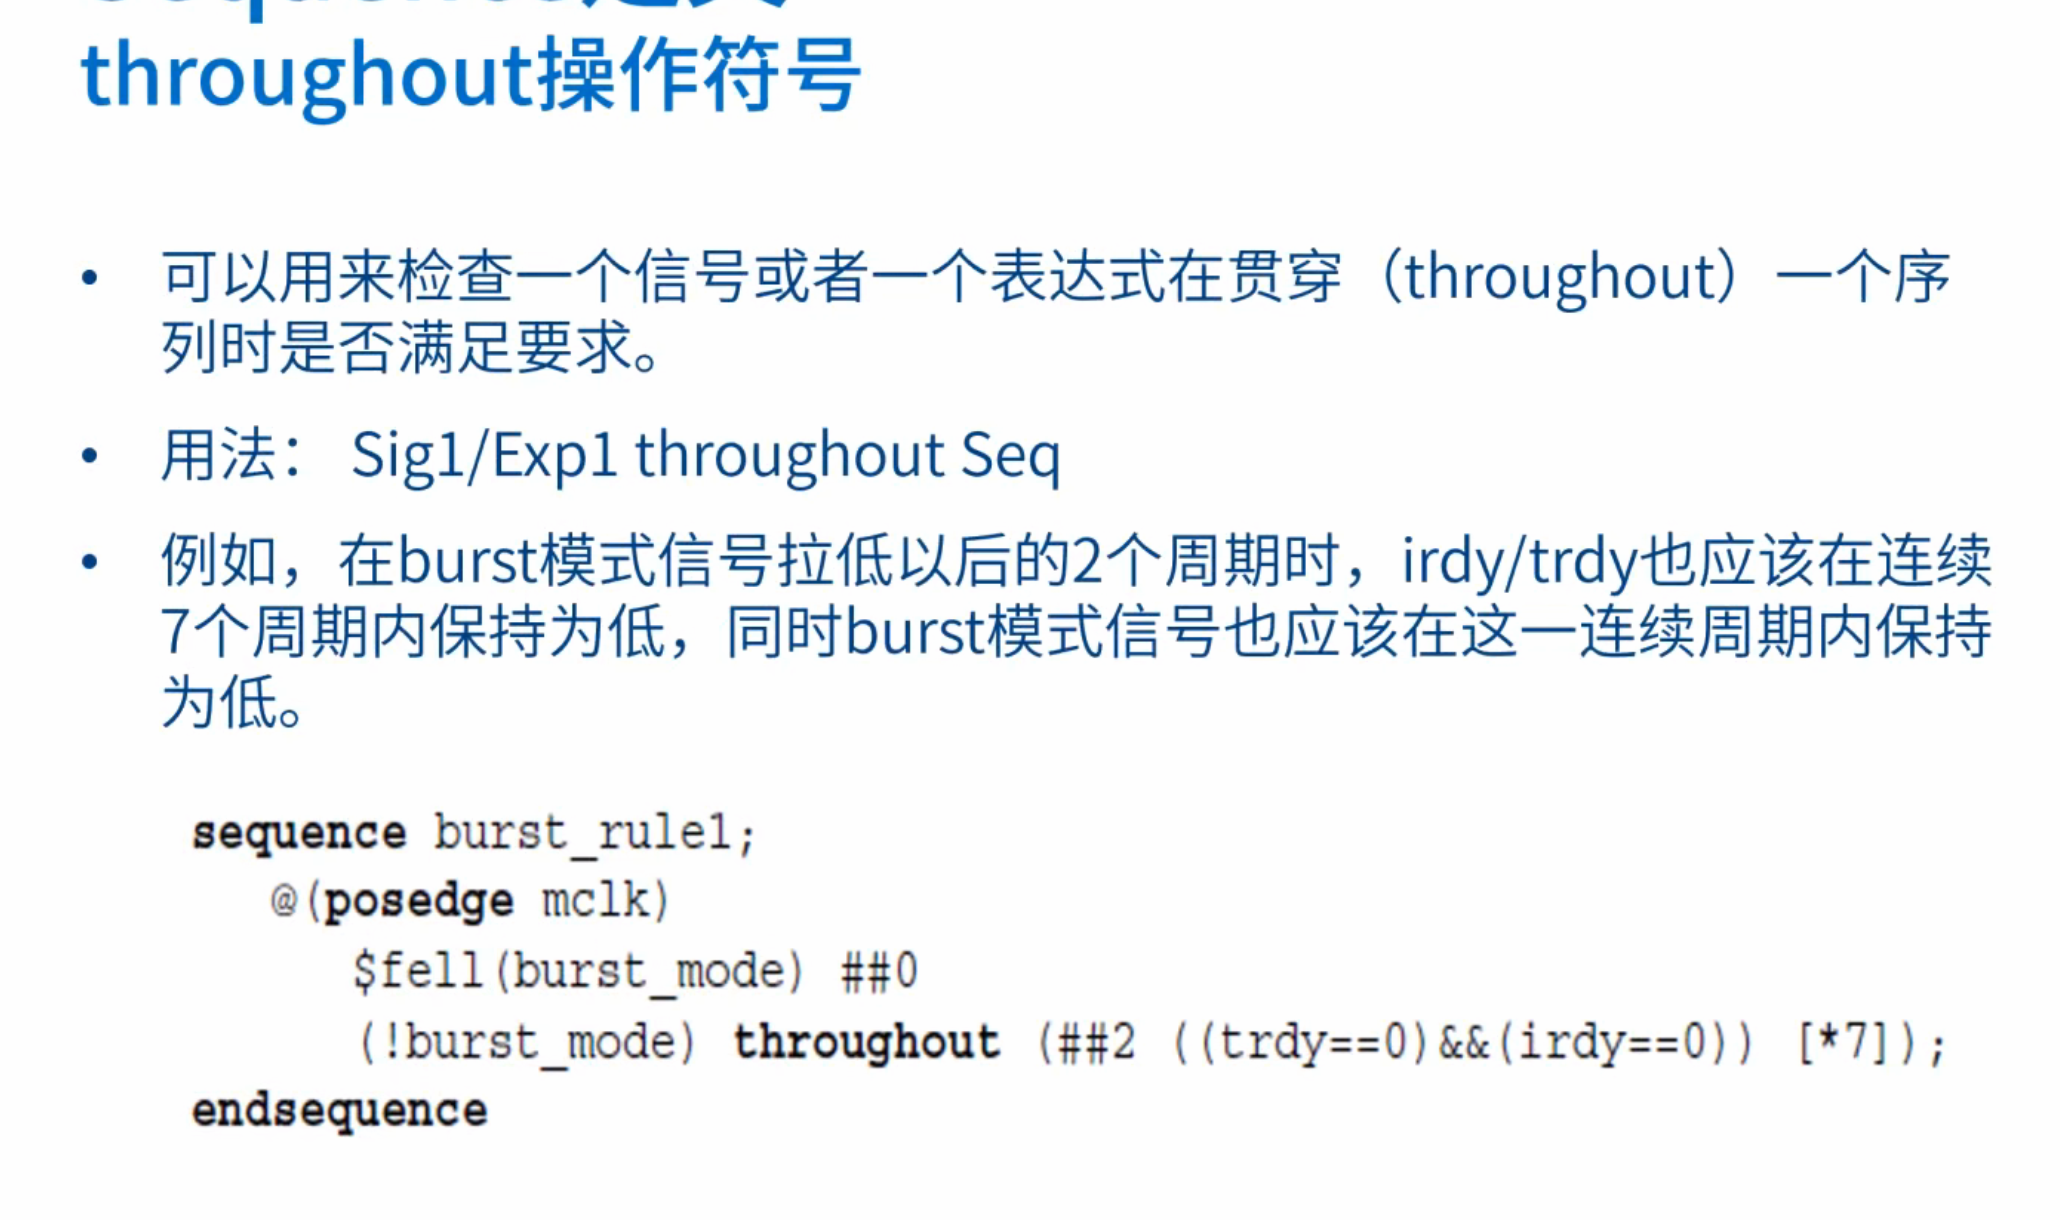 throughout操作符号
• 可以用来检查一个信号或者一个表达式在贯穿（throughout）一个序
列时是否满足要求。
• 用法： Sig1/Exp1 throughout Seq
• 例如，在burst模式信号拉低以后的2个周期时，irdy/trdy也应该在连续
7个周期内保持为低，同时burst模式信号也应该在这一连续周期内保持
为低。
sequence burst_rule1;
@(posedge mclk)
$fell(burst_mode) ##0
(!burst_mode) throughout (##2 ((trdy==0)&&(irdy==0)) [*7]);
endsequence